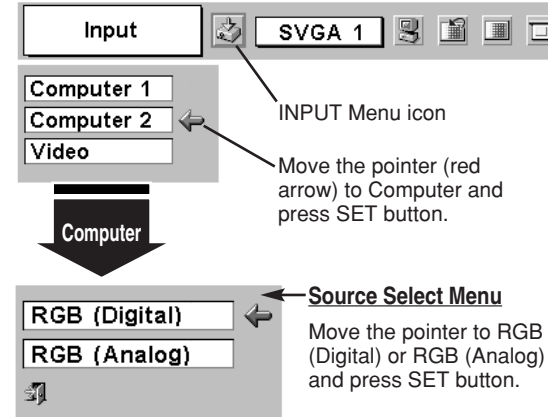 Input
SVGA 1
Computer 1
Computer 2
Video
INPUT Menu icon
Move the pointer (red
arrow) to Computer and
press SET button.
Computer
RGB (Digital)
RGB (Analog)
Source Select Menu
Move the pointer to RGB
(Digital) or RGB (Analog)
and press SET button.